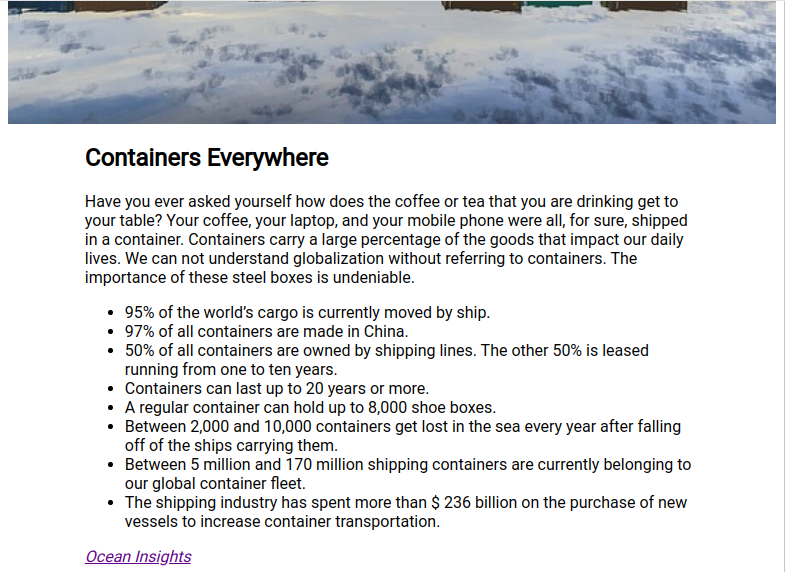 Containers Everywhere
Have you ever asked yourself how does the coffee or tea that you are drinking get to
your table? Your coffee, your laptop, and your mobile phone were all, for sure, shipped
in a container. Containers carry a large percentage of the goods that impact our daily
lives. We can not understand globalization without referring to containers. The
importance of these steel boxes is undeniable.
• 95% of the world’s cargo is currently moved by ship.
• 97% of all containers are made in China.
• 50% of all containers are owned by shipping lines. The other 50% is leased
running from one to ten years.
• Containers can last up to 20 years or more.
• A regular container can hold up to 8,000 shoe boxes.
• Between 2,000 and 10,000 containers get lost in the sea every year after falling
off of the ships carrying them.
• Between 5 million and 170 million shipping containers are currently belonging to
our global container fleet.
• The shipping industry has spent more than $ 236 billion on the purchase of new
vessels to increase container transportation.
Ocean Insights